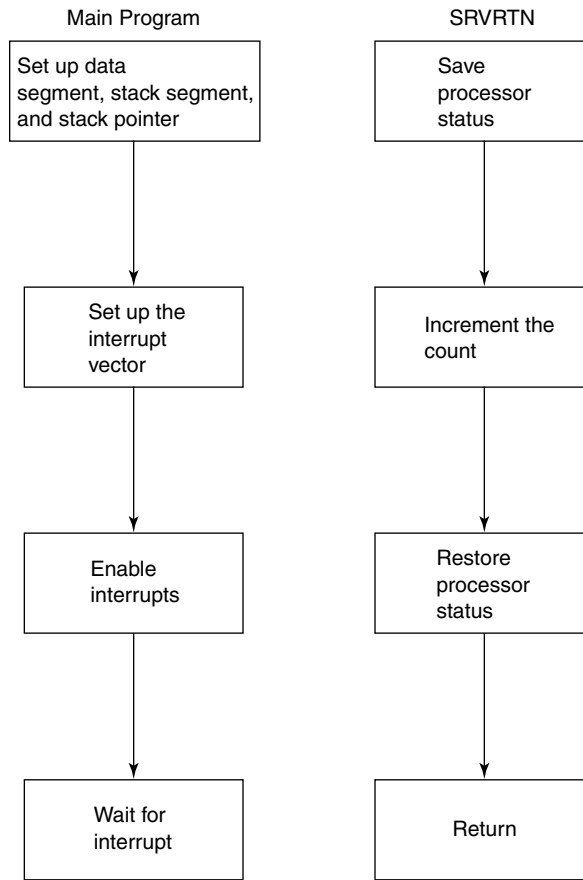 Main Program
Set up data
segment, stack segment,
and stack pointer
Set up the
interrupt
vector
Enable
interrupts
Wait for
interrupt
SRVRTN
Save
processor
status
Increment the
count
Restore
processor
status
Return